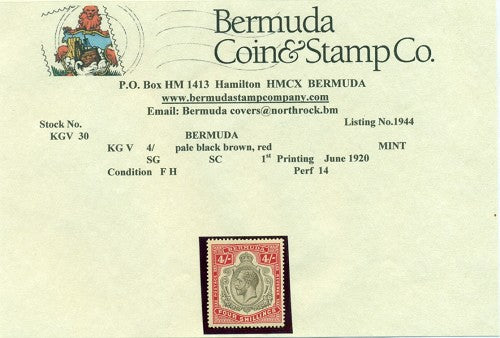 Bermuda
Coin & Stamp Co.
P.O. Box HM 1413 Hamilton HMCX BERMUDA
www.bermudastampcompany.com
Email: Bermuda covers@northrock.bm
Stock No. Listing No.1944
KGV 30 BERMUDA
KG V 4/ pale black brown, red MINT
SG SC 1st Printing June 1920
Condition F H Perf 14
4/- 4/-
FOUR SHILLINGS